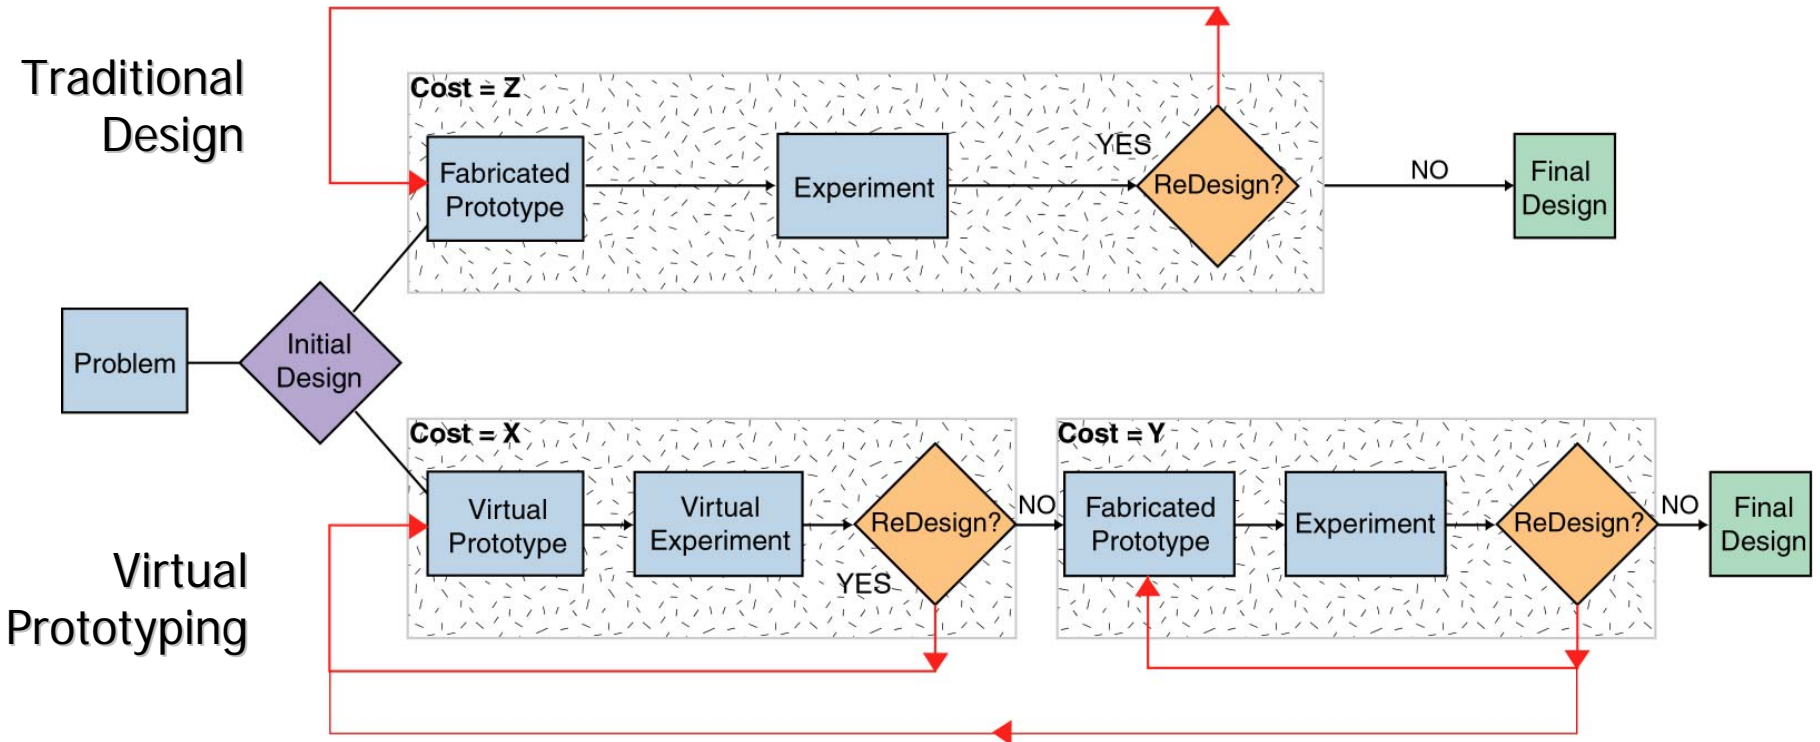 Traditional
Design
Cost = Z
Fabricated
Prototype
Experiment
YES
ReDesign?
NO
Final
Design
Problem
Initial
Design
Virtual
Prototyping
Cost = X
Virtual
Prototype
Virtual
Experiment
ReDesign?
YES
NO
Cost = Y
Fabricated
Prototype
Experiment
ReDesign?
NO
Final
Design